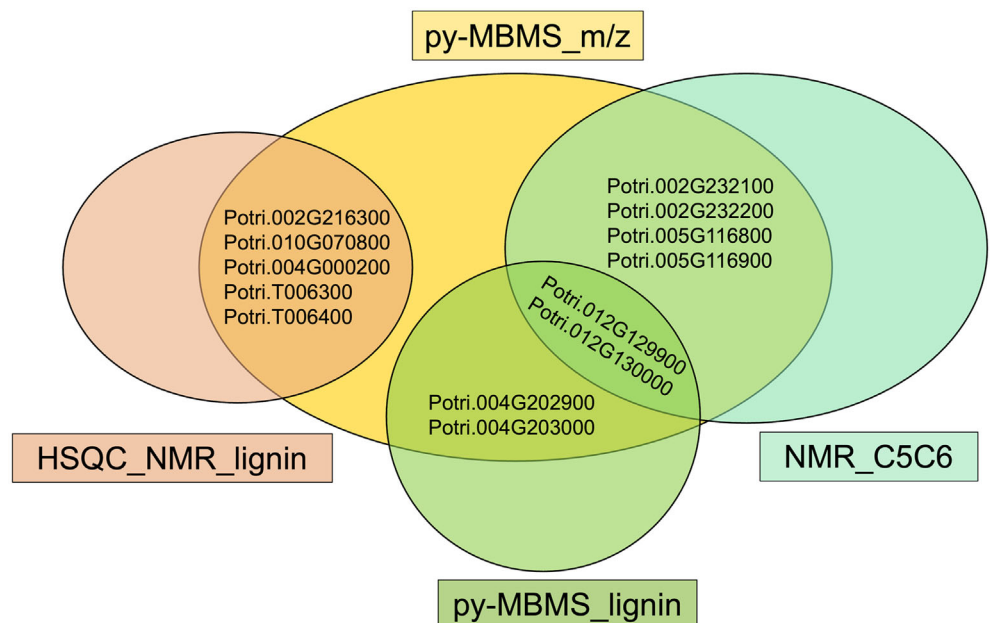 py-MBMS_m/z
Potri.002G216300
Potri.010G070800
Potri.004G000200
Potri.T006300
Potri.T006400
Potri.002G232100
Potri.002G232200
Potri.005G116800
Potri.005G116900
Potri.012G129900
Potri.012G130000
Potri.004G202900
Potri.004G203000
HSQC_NMR_lignin
NMR_C5C6
py-MBMS_lignin